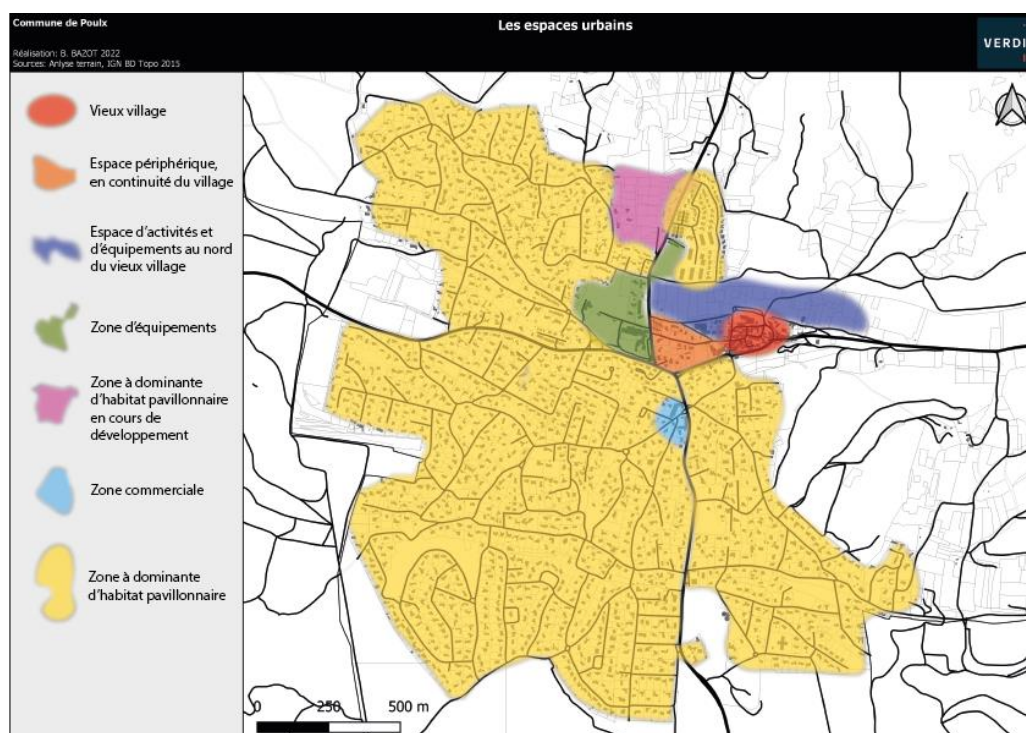 Commune de Poulx
Les espaces urbains
Réalisation: B. BAZOT 2022
Sources: Anlyse terrain, IGN BD Topo 2015
VERDI
Vieux village
Espace périphérique,
en continuité du village
Espace d'activités et
d'équipements au nord
du vieux village
Zone d'équipements
Zone à dominante
d'habitat pavillonnaire
en cours de
développement
Zone commerciale
Zone à dominante
d'habitat pavillonnaire
0 250 500 m